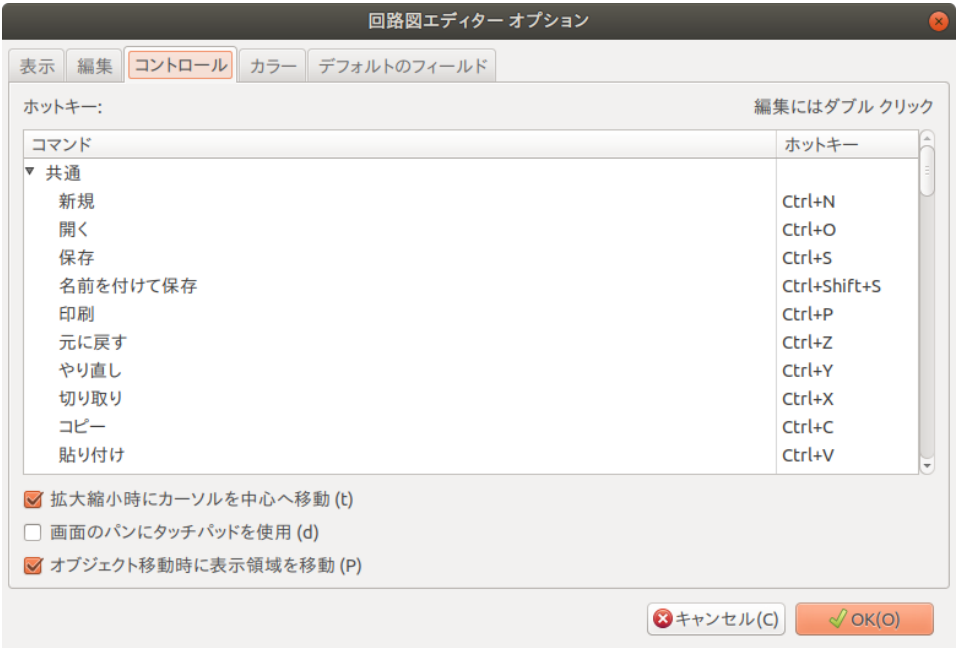 回路図エディター オプション
表示 編集 コントロール カラー デフォルトのフィールド
ホットキー: 編集にはダブル クリック
コマンド ホットキー
共通
新規 Ctrl+N
開く Ctrl+O
保存 Ctrl+S
名前を付けて保存 Ctrl+Shift+S
印刷 Ctrl+P
元に戻す Ctrl+Z
やり直し Ctrl+Y
切り取り Ctrl+X
コピー Ctrl+C
貼り付け Ctrl+V
拡大縮小時にカーソルを中心へ移動 (t)
画面のパンにタッチパッドを使用 (d)
オブジェクト移動時に表示領域を移動 (P)
キャンセル(C) OK(O)